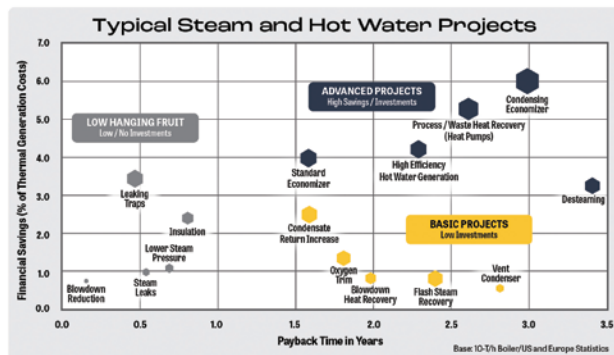 Typical Steam and Hot Water Projects
Financial Savings (% of Thermal Generation Costs)
7.0
6.0
5.0
4.0
3.0
2.0
1.0
0.0
LOW HANGING FRUIT
Low / No Investments
ADVANCED PROJECTS
High Savings / Investments
BASIC PROJECTS
Low Investments
Condensing
Economizer
Process / Waste Heat Recovery
(Heat Pumps)
High Efficiency
Hot Water Generation
Standard
Economizer
Desteaming
Leaking
Traps
Insulation
Lower Steam
Pressure
Steam
Leaks
Blowdown
Reduction
Condensate
Return Increase
Oxygen
Trim
Blowdown
Heat Recovery
Flash Steam
Recovery
Vent
Condenser
0.0
0.5
1.0
1.5
2.0
2.5
3.0
3.5
Payback Time in Years
Base: 10-T/h Boiler/US and Europe Statistics